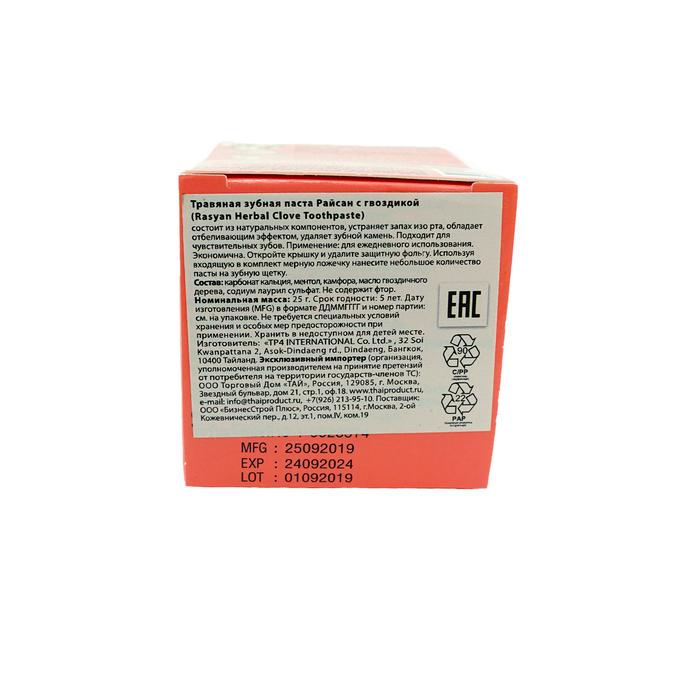 Травяная зубная паста Райсан с гвоздикой
(Rasyan Herbal Clove Toothpaste)
состоит из натуральных компонентов, устраняет запах изо рта, обладает
отбеливающим эффектом, удаляет зубной камень. Подходит для
чувствительных зубов. Применение: для ежедневного использования.
Экономична. Откройте крышку и удалите защитную фольгу. Используя
входящую в комплект мерную ложечку нанесите небольшое количество
пасты на зубную щетку.
Состав: карбонат кальция, ментол, камфора, масло гвоздичного
дерева, содиум лаурил сульфат. Не содержит фтор.
Номинальная масса: 25 г. Срок годности: 5 лет. Дату
изготовления (MFG) в формате ДДММГГГГ и номер партии:
см. на упаковке. Не требуется специальных условий
хранения и особых мер предосторожности при
применении. Хранить в недоступном для детей месте.
Изготовитель: «TP4 INTERNATIONAL Co. Ltd.» , 32 Soi
Kwanpattana 2, Asok-Dindaeng rd., Dindaeng, Бангкок,
10400 Тайланд. Эксклюзивный импортер (организация,
уполномоченная производителем на принятие претензий
от потребителя на территории государств-членов ТС):
ООО Торговый Дом «ТАЙ», Россия, 129085, г. Москва,
Звездный бульвар, дом 21, стр.1, оф.18. www.thaiproduct.ru,
e-mail: info@thaiproduct.ru, +7(926) 213-95-10. Поставщик:
ООО «БизнесСтрой Плюс», Россия, 115114, г.Москва, 2-ой
Кожевнический пер., д.12, эт.1, пом.IV, ком.19
EAC
90
C/PP
22
PAP
MFG : 25092019
EXP : 24092024
LOT : 01092019